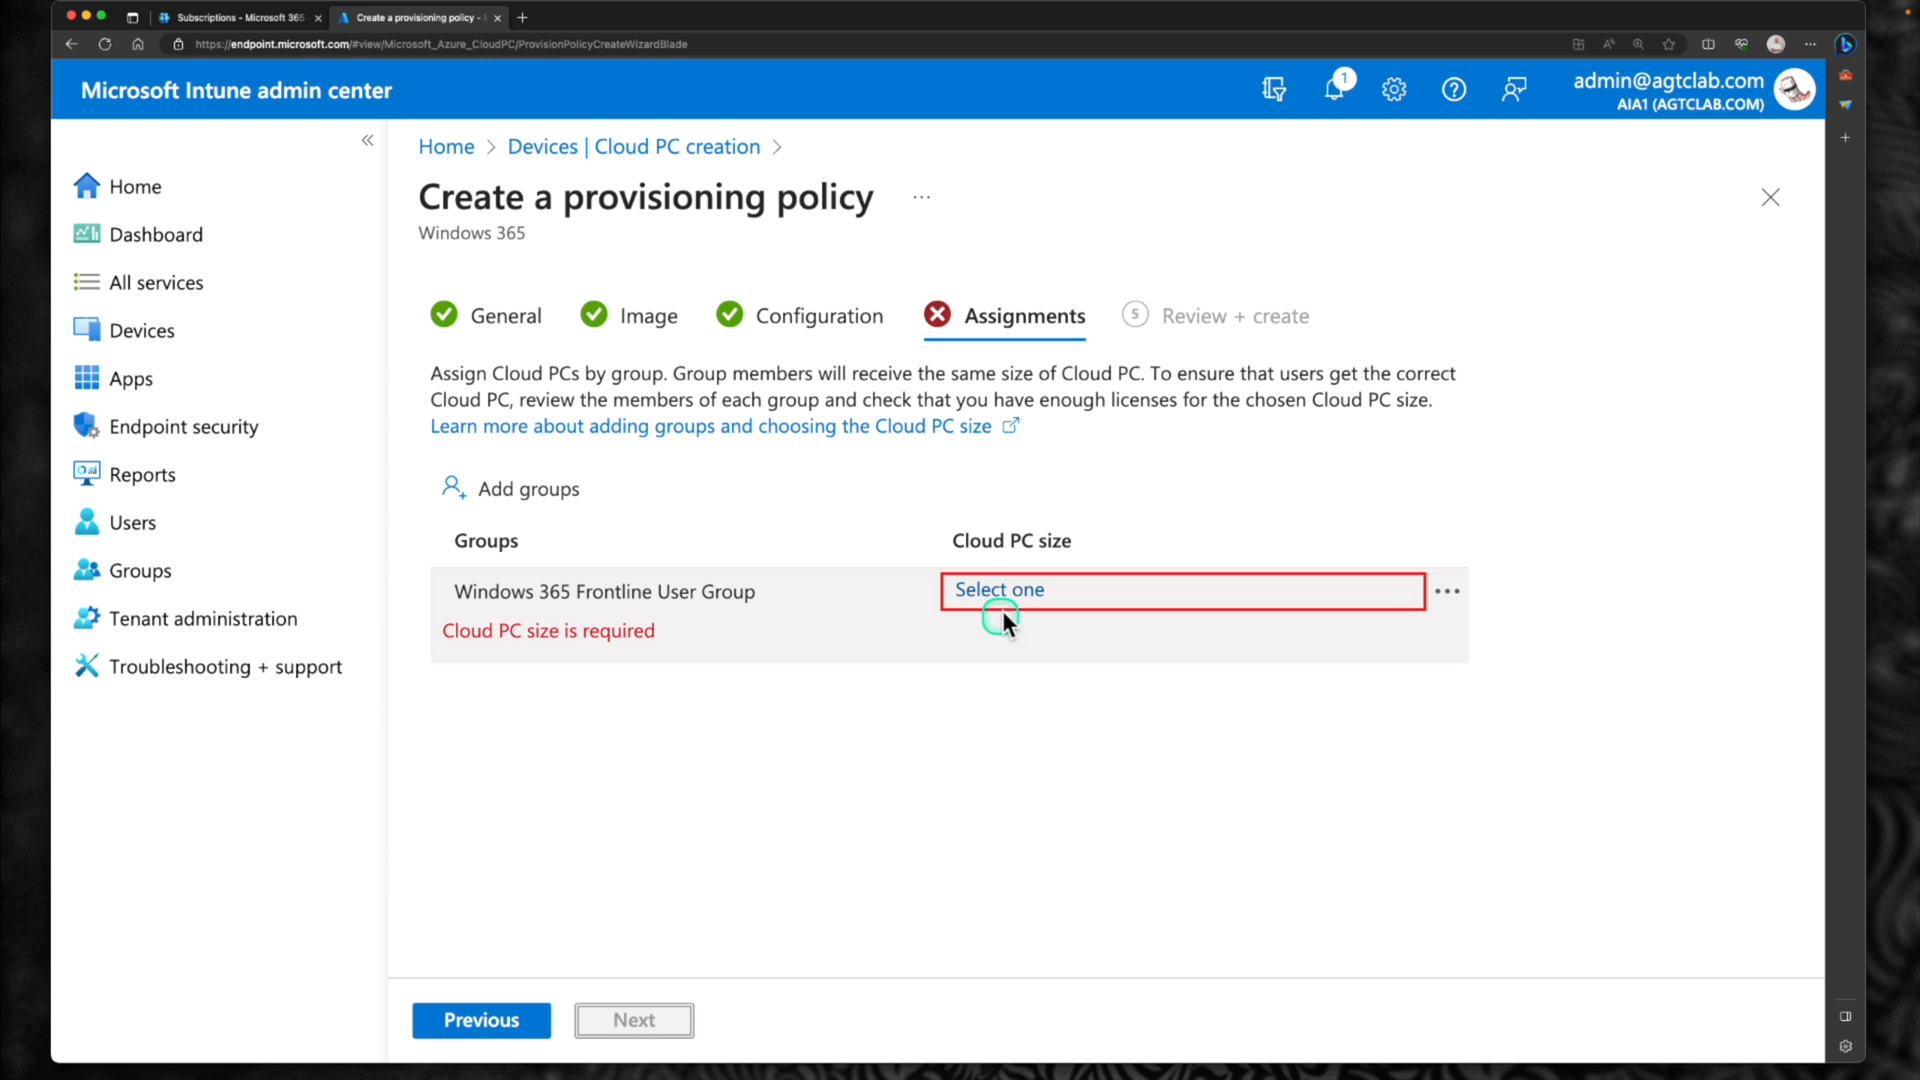 Subscriptions - Microsoft 365
Create a provisioning policy -
https://endpoint.microsoft.com/#view/Microsoft_Azure_CloudPC/ProvisionPolicyCreateWizardBlade
Microsoft Intune admin center
1
admin@agtclab.com
AIA1 (AGTCLAB.COM)
Home
Dashboard
All services
Devices
Apps
Endpoint security
Reports
Users
Groups
Tenant administration
Troubleshooting + support
Home > Devices | Cloud PC creation >
Create a provisioning policy ...
Windows 365
General
Image
Configuration
Assignments
5 Review + create
Assign Cloud PCs by group. Group members will receive the same size of Cloud PC. To ensure that users get the correct
Cloud PC, review the members of each group and check that you have enough licenses for the chosen Cloud PC size.
Learn more about adding groups and choosing the Cloud PC size
Add groups
Groups
Cloud PC size
Windows 365 Frontline User Group
Select one
Cloud PC size is required
Previous
Next